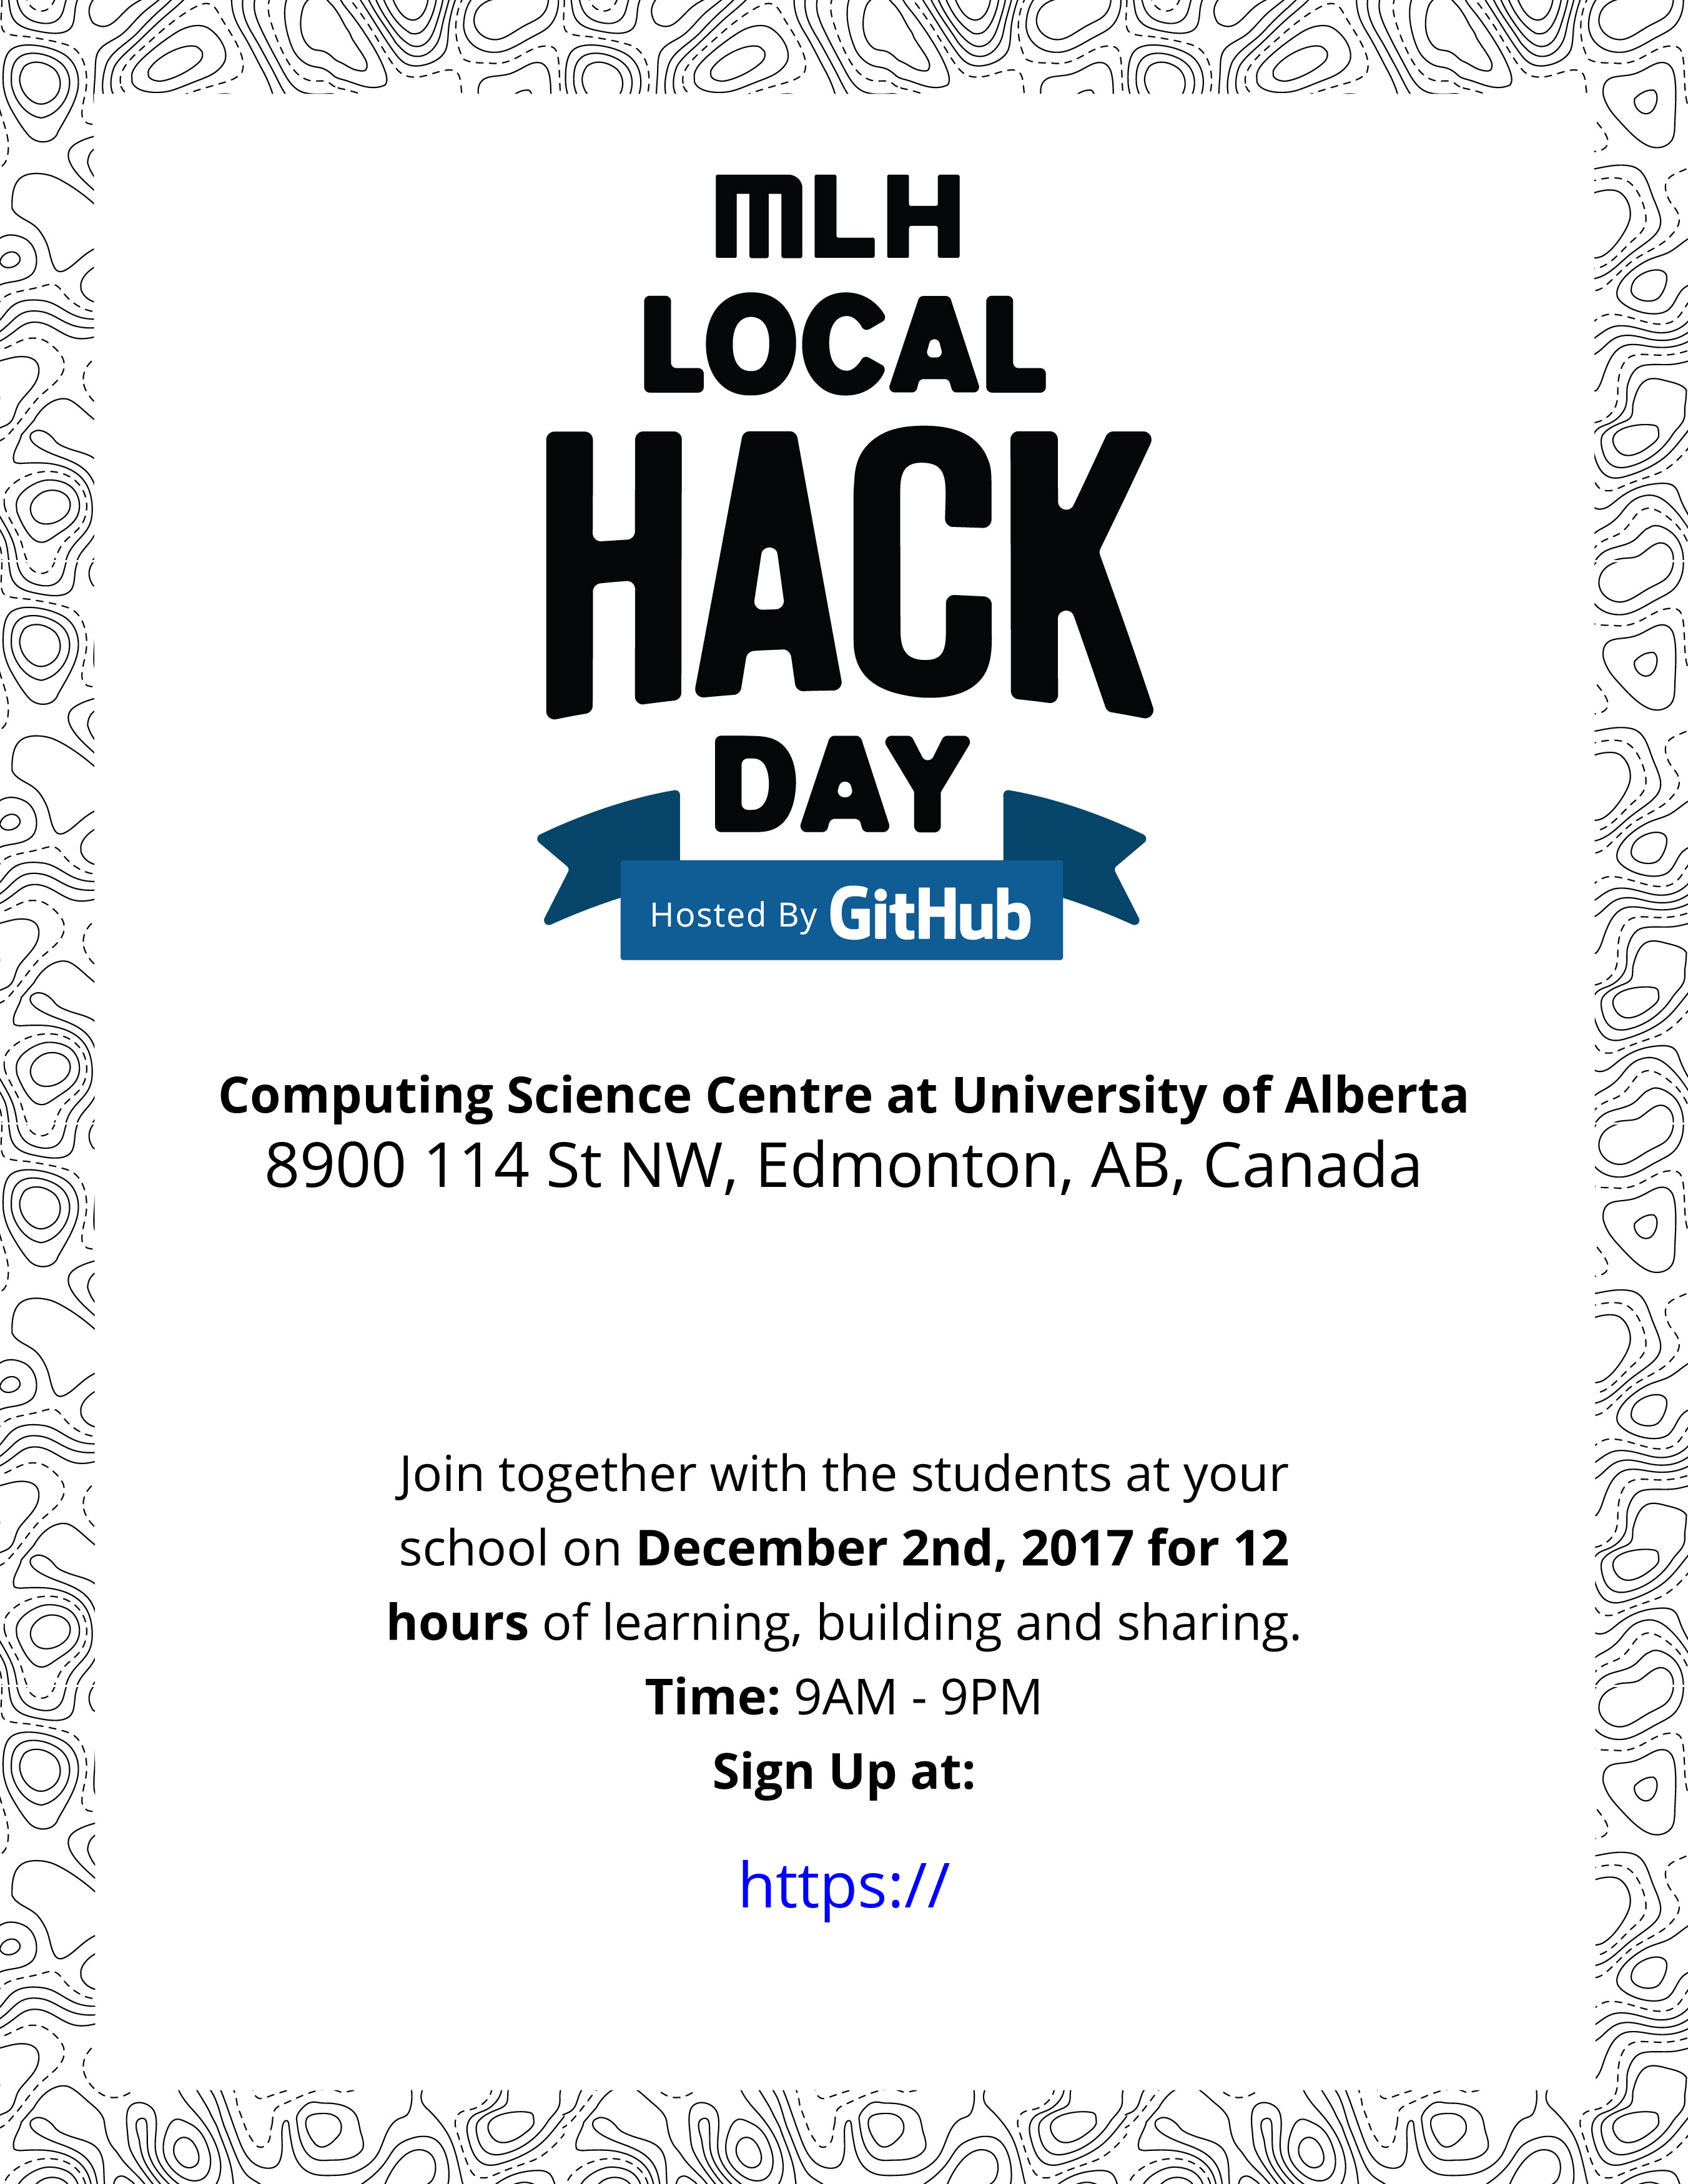 MLH
LOCAL
HACK
DAY
Hosted By GitHub
Computing Science Centre at University of Alberta
8900 114 St NW, Edmonton, AB, Canada
Join together with the students at your
school on December 2nd, 2017 for 12
hours of learning, building and sharing.
Time: 9AM - 9PM
Sign Up at:
https://